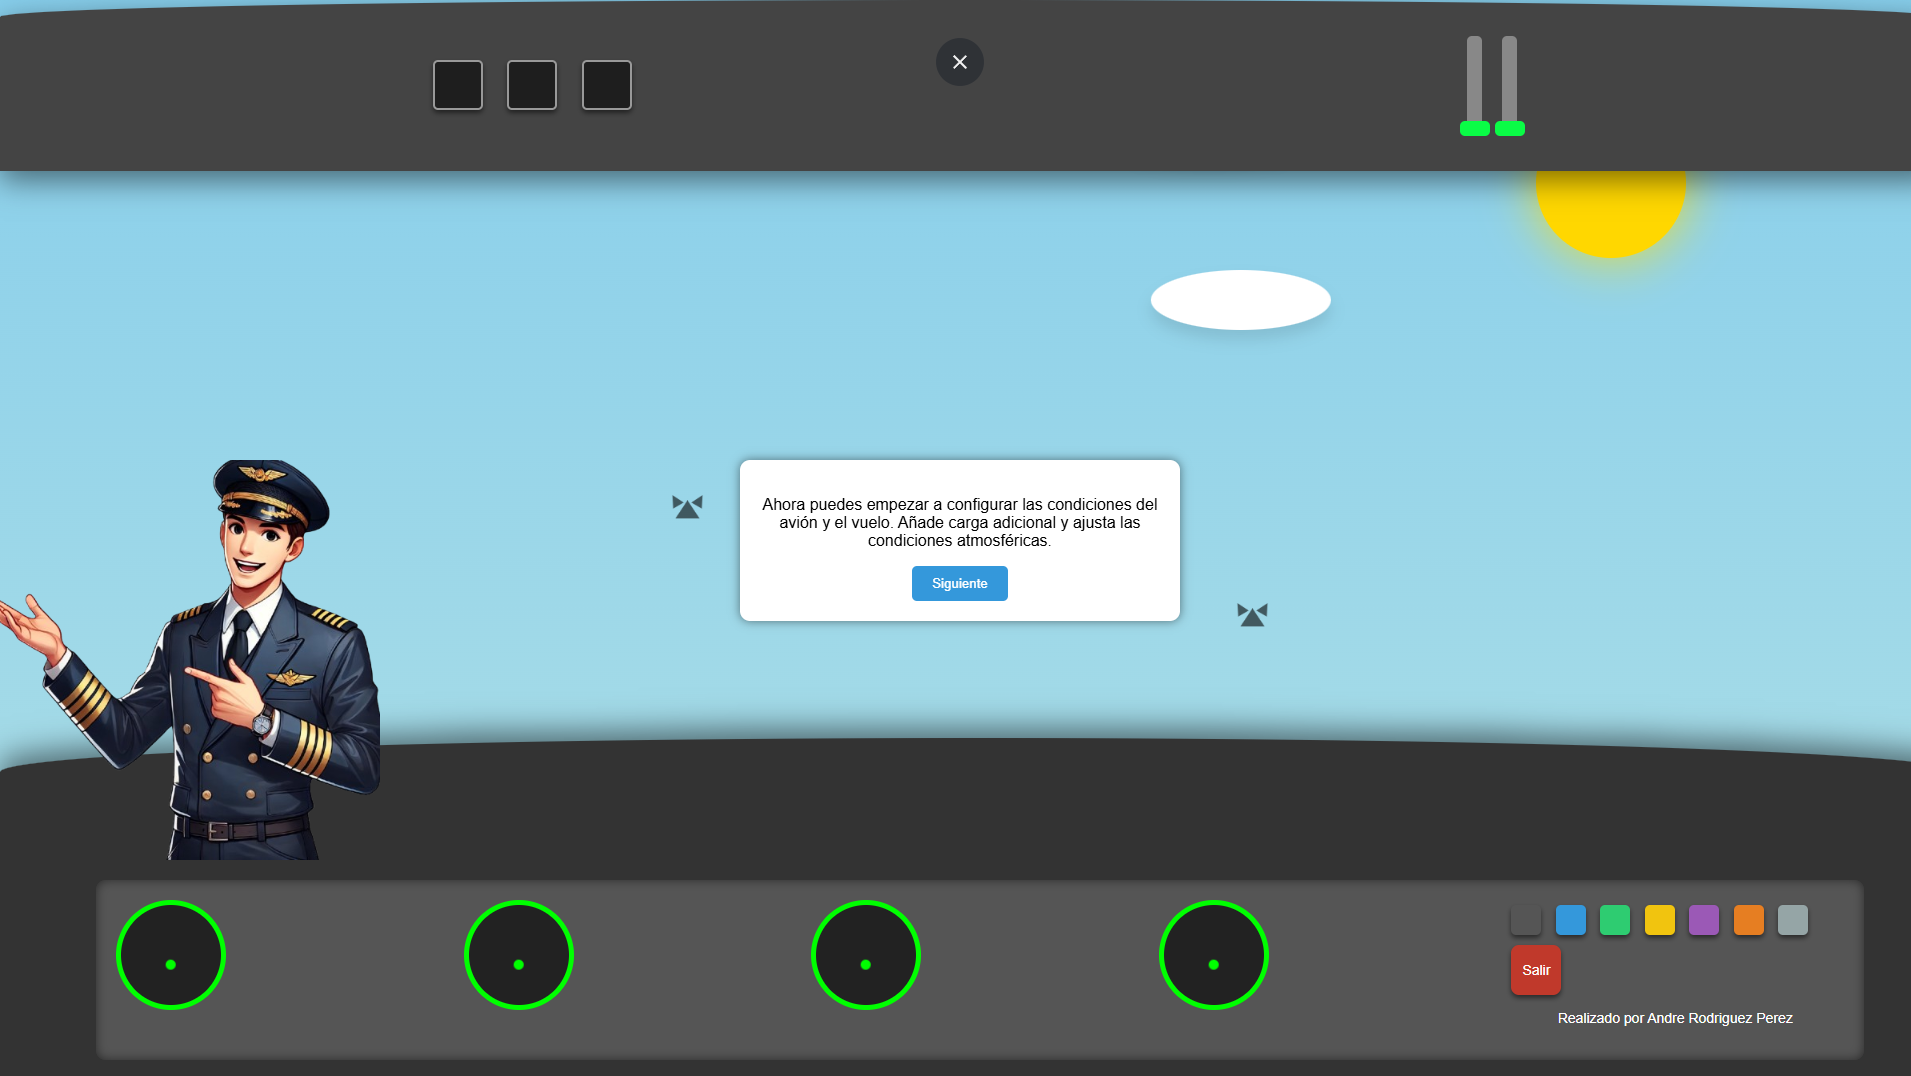 Ahora puedes empezar a configurar las condiciones del
avión y el vuelo. Añade carga adicional y ajusta las
condiciones atmosféricas.
Siguiente
Salir
Realizado por Andre Rodriguez Perez